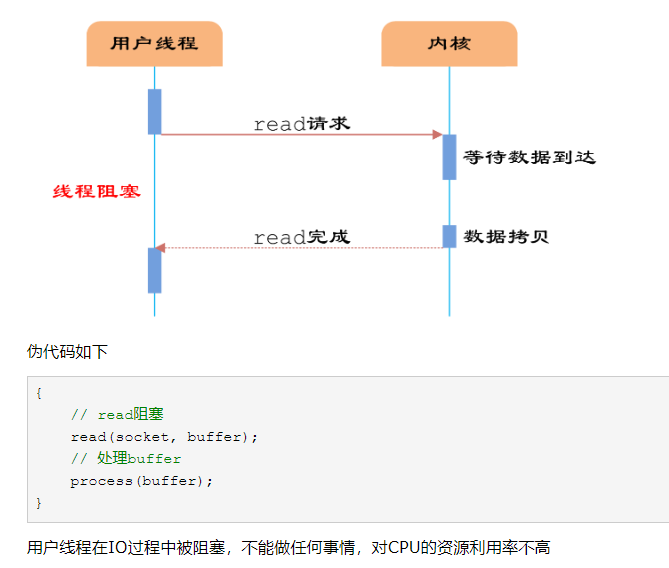 用户线程 内核
read请求
等待数据到达
线程阻塞
read完成 数据拷贝
伪代码如下
{
// read阻塞
read(socket, buffer);
// 处理buffer
process(buffer);
}
用户线程在IO过程中被阻塞，不能做任何事情，对CPU的资源利用率不高